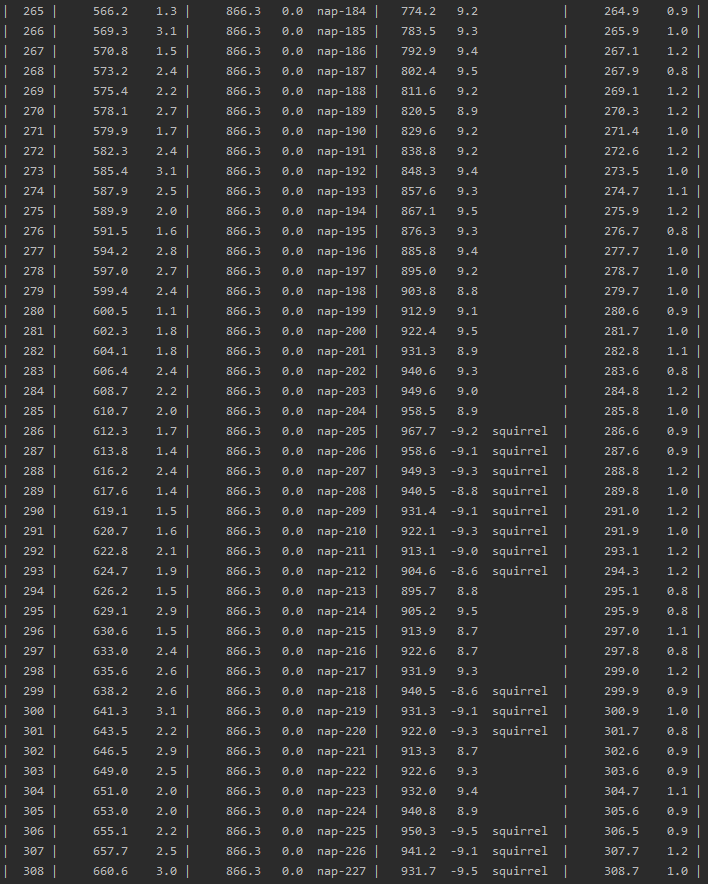 | 265 | 566.2 1.3 | 866.3 0.0 nap-184 | 774.2 9.2 | 264.9 0.9 |
| 266 | 569.3 3.1 | 866.3 0.0 nap-185 | 783.5 9.3 | 265.9 1.0 |
| 267 | 570.8 1.5 | 866.3 0.0 nap-186 | 792.9 9.4 | 267.1 1.2 |
| 268 | 573.2 2.4 | 866.3 0.0 nap-187 | 802.4 9.5 | 267.9 0.8 |
| 269 | 575.4 2.2 | 866.3 0.0 nap-188 | 811.6 9.2 | 269.1 1.2 |
| 270 | 578.1 2.7 | 866.3 0.0 nap-189 | 820.5 8.9 | 270.3 1.2 |
| 271 | 579.9 1.7 | 866.3 0.0 nap-190 | 829.6 9.2 | 271.4 1.0 |
| 272 | 582.3 2.4 | 866.3 0.0 nap-191 | 838.8 9.2 | 272.6 1.2 |
| 273 | 585.4 3.1 | 866.3 0.0 nap-192 | 848.3 9.4 | 273.5 1.0 |
| 274 | 587.9 2.5 | 866.3 0.0 nap-193 | 857.6 9.3 | 274.7 1.1 |
| 275 | 589.9 2.0 | 866.3 0.0 nap-194 | 867.1 9.5 | 275.9 1.2 |
| 276 | 591.5 1.6 | 866.3 0.0 nap-195 | 876.3 9.3 | 276.7 0.8 |
| 277 | 594.2 2.8 | 866.3 0.0 nap-196 | 885.8 9.4 | 277.7 1.0 |
| 278 | 597.0 2.7 | 866.3 0.0 nap-197 | 895.0 9.2 | 278.7 1.0 |
| 279 | 599.4 2.4 | 866.3 0.0 nap-198 | 903.8 8.8 | 279.7 1.0 |
| 280 | 600.5 1.1 | 866.3 0.0 nap-199 | 912.9 9.1 | 280.6 0.9 |
| 281 | 602.3 1.8 | 866.3 0.0 nap-200 | 922.4 9.5 | 281.7 1.0 |
| 282 | 604.1 1.8 | 866.3 0.0 nap-201 | 931.3 8.9 | 282.8 1.1 |
| 283 | 606.4 2.4 | 866.3 0.0 nap-202 | 940.6 9.3 | 283.6 0.8 |
| 284 | 608.7 2.2 | 866.3 0.0 nap-203 | 949.6 9.0 | 284.8 1.2 |
| 285 | 610.7 2.0 | 866.3 0.0 nap-204 | 958.5 8.9 | 285.8 1.0 |
| 286 | 612.3 1.7 | 866.3 0.0 nap-205 | 967.7 -9.2 squirrel | 286.6 0.9 |
| 287 | 613.8 1.4 | 866.3 0.0 nap-206 | 958.6 -9.1 squirrel | 287.6 0.9 |
| 288 | 616.2 2.4 | 866.3 0.0 nap-207 | 949.3 -9.3 squirrel | 288.8 1.2 |
| 289 | 617.6 1.4 | 866.3 0.0 nap-208 | 940.5 -8.8 squirrel | 289.8 1.0 |
| 290 | 619.1 1.5 | 866.3 0.0 nap-209 | 931.4 -9.1 squirrel | 291.0 1.2 |
| 291 | 620.7 1.6 | 866.3 0.0 nap-210 | 922.1 -9.3 squirrel | 291.9 1.0 |
| 292 | 622.8 2.1 | 866.3 0.0 nap-211 | 913.1 -9.0 squirrel | 293.1 1.2 |
| 293 | 624.7 1.9 | 866.3 0.0 nap-212 | 904.6 -8.6 squirrel | 294.3 1.2 |
| 294 | 626.2 1.5 | 866.3 0.0 nap-213 | 895.7 8.8 | 295.1 0.8 |
| 295 | 629.1 2.9 | 866.3 0.0 nap-214 | 905.2 9.5 | 295.9 0.8 |
| 296 | 630.6 1.5 | 866.3 0.0 nap-215 | 913.9 8.7 | 297.0 1.1 |
| 297 | 633.0 2.4 | 866.3 0.0 nap-216 | 922.6 8.7 | 297.8 0.8 |
| 298 | 635.6 2.6 | 866.3 0.0 nap-217 | 931.9 9.3 | 299.0 1.2 |
| 299 | 638.2 2.6 | 866.3 0.0 nap-218 | 940.5 -8.6 squirrel | 299.9 0.9 |
| 300 | 641.3 3.1 | 866.3 0.0 nap-219 | 931.3 -9.1 squirrel | 300.9 1.0 |
| 301 | 643.5 2.2 | 866.3 0.0 nap-220 | 922.0 -9.3 squirrel | 301.7 0.8 |
| 302 | 646.5 2.9 | 866.3 0.0 nap-221 | 913.3 8.7 | 302.6 0.9 |
| 303 | 649.0 2.5 | 866.3 0.0 nap-222 | 922.6 9.3 | 303.6 0.9 |
| 304 | 651.0 2.0 | 866.3 0.0 nap-223 | 932.0 9.4 | 304.7 1.1 |
| 305 | 653.0 2.0 | 866.3 0.0 nap-224 | 940.8 8.9 | 305.6 0.9 |
| 306 | 655.1 2.2 | 866.3 0.0 nap-225 | 950.3 -9.5 squirrel | 306.5 0.9 |
| 307 | 657.7 2.5 | 866.3 0.0 nap-226 | 941.2 -9.1 squirrel | 307.7 1.2 |
| 308 | 660.6 3.0 | 866.3 0.0 nap-227 | 931.7 -9.5 squirrel | 308.7 1.0 |